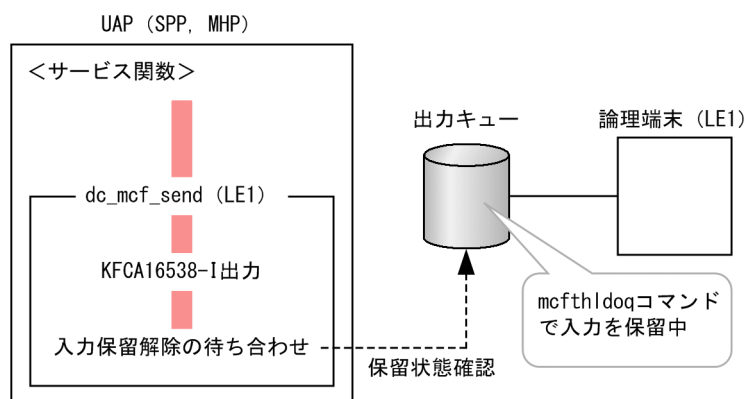 UAP（SPP，MHP）
＜サービス関数＞
dc_mcf_send（LE1）
KFCA16538-I出力
入力保留解除の待ち合わせ
出力キュー
論理端末（LE1）
mcfthldoqコマンド
で入力を保留中
保留状態確認